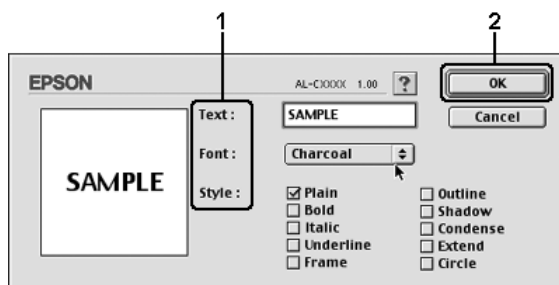 1
2
EPSON
AL-CXXXX 1.00 ?
OK
Text :
SAMPLE
Cancel
Font :
Charcoal
SAMPLE
Style :
Plain
Outline
Bold
Shadow
Italic
Condense
Underline
Extend
Frame
Circle